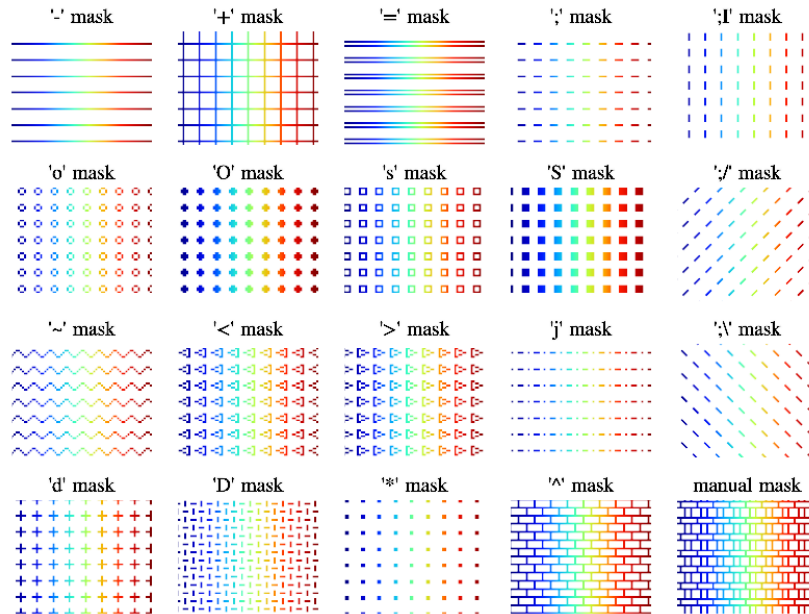 '-' mask
'+' mask
'=' mask
';' mask
';I' mask
'o' mask
'O' mask
's' mask
'S' mask
';/' mask
'~' mask
'<' mask
'>' mask
'j' mask
';\' mask
'd' mask
'D' mask
'*' mask
'^' mask
manual mask